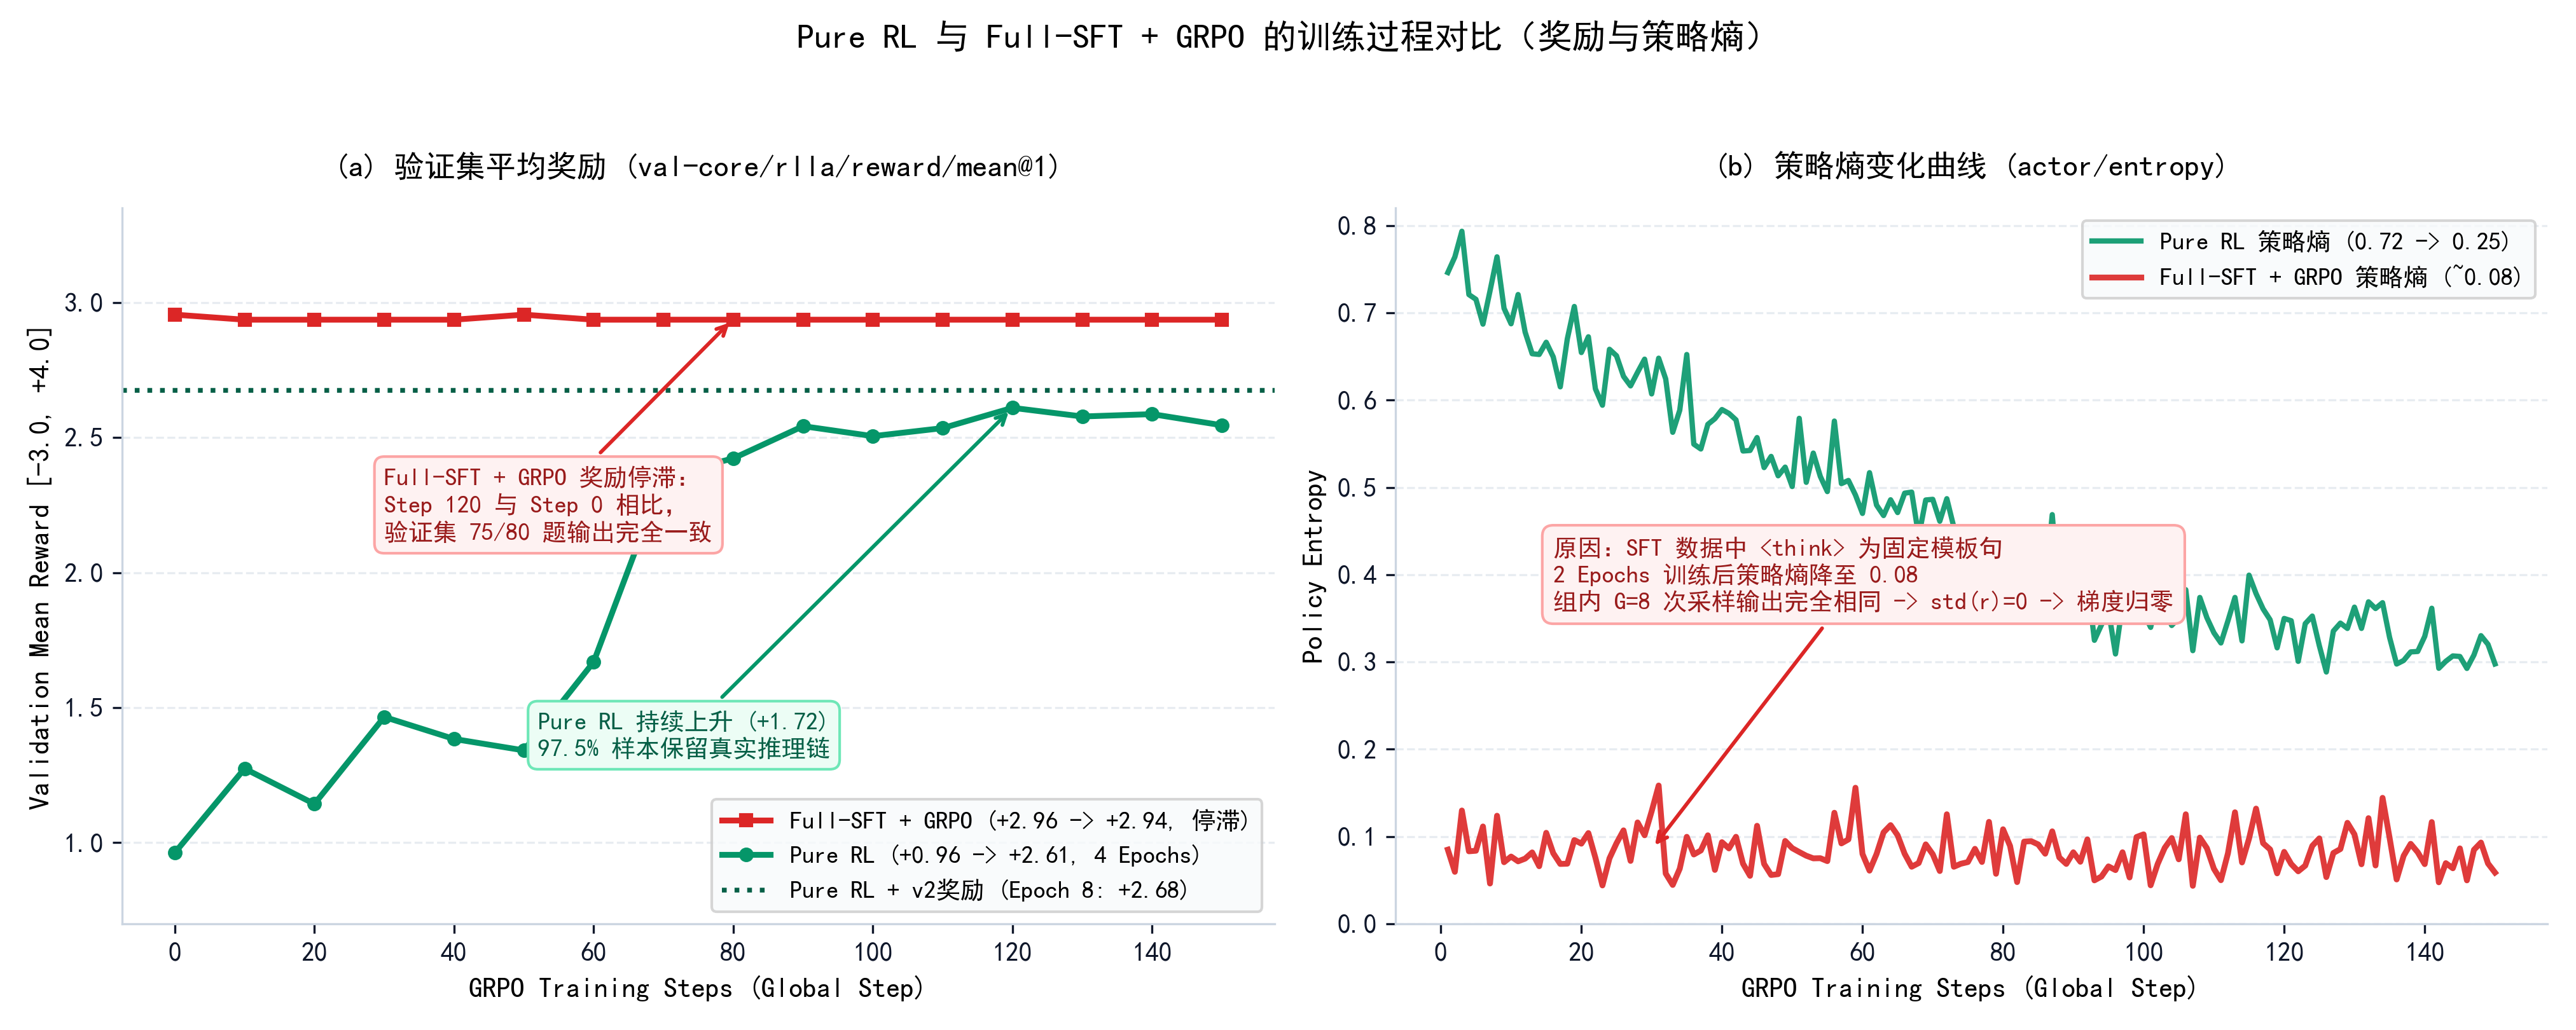 Pure RL 与 Full-SFT + GRPO 的训练过程对比（奖励与策略熵）
(a) 验证集平均奖励 (val-core/rlla/reward/mean@1)
Validation Mean Reward [-3.0, +4.0]
3.0
2.5
2.0
1.5
1.0
Full-SFT + GRPO 奖励停滞：
Step 120 与 Step 0 相比，
验证集 75/80 题输出完全一致
Pure RL 持续上升 (+1.72)
97.5% 样本保留真实推理链
Full-SFT + GRPO (+2.96 -> +2.94, 停滞)
Pure RL (+0.96 -> +2.61, 4 Epochs)
Pure RL + v2奖励 (Epoch 8: +2.68)
0 20 40 60 80 100 120 140
GRPO Training Steps (Global Step)
(b) 策略熵变化曲线 (actor/entropy)
Policy Entropy
0.8
0.7
0.6
0.5
0.4
0.3
0.2
0.1
0.0
Pure RL 策略熵 (0.72 -> 0.25)
Full-SFT + GRPO 策略熵 (~0.08)
原因：SFT 数据中 <think> 为固定模板句
2 Epochs 训练后策略熵降至 0.08
组内 G=8 次采样输出完全相同 -> std(r)=0 -> 梯度归零
0 20 40 60 80 100 120 140
GRPO Training Steps (Global Step)